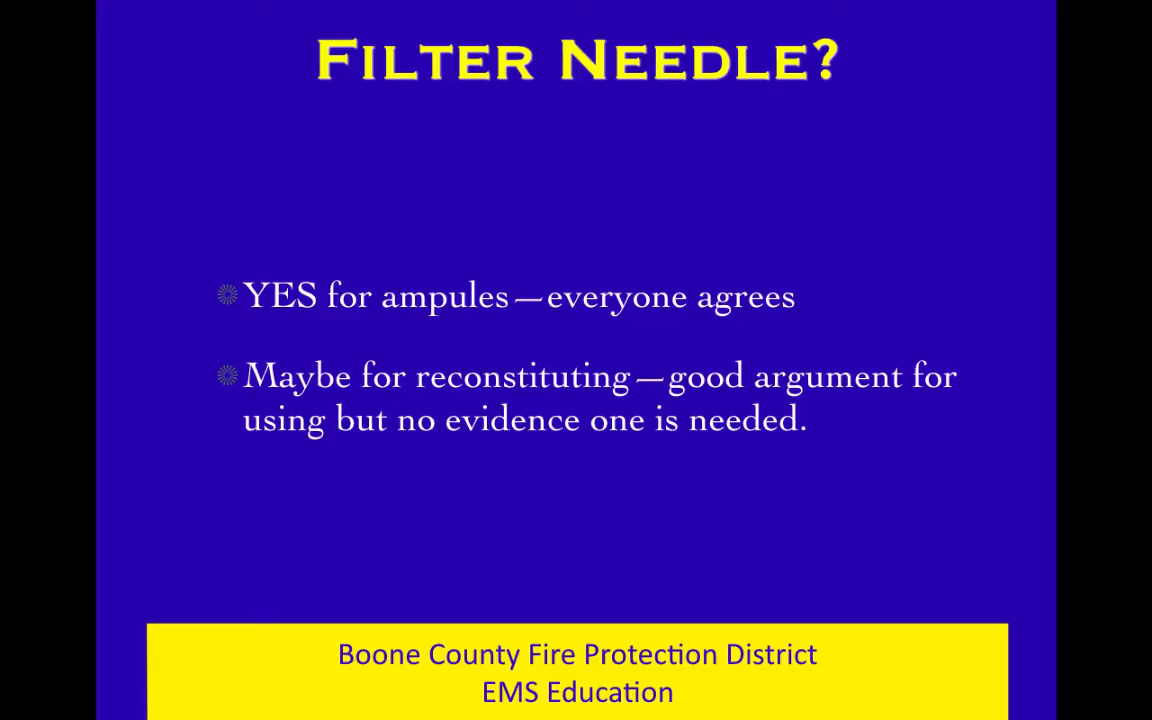 Filter Needle?
YES for ampules—everyone agrees
Maybe for reconstituting—good argument for
using but no evidence one is needed.
Boone County Fire Protection District
EMS Education